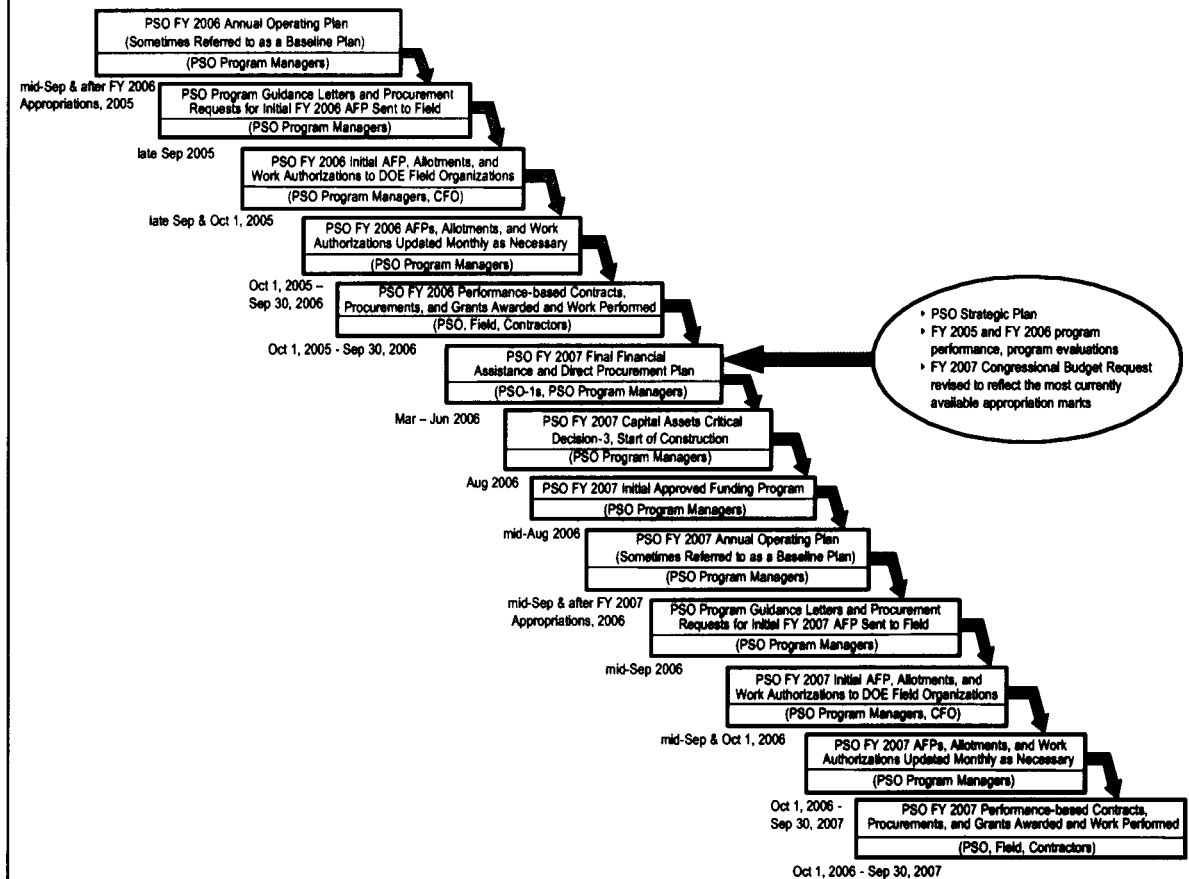 PSO FY 2006 Annual Operating Plan
(Sometimes Referred to as a Baseline Plan)
(PSO Program Managers)
mid-Sep & after FY 2006
Appropriations, 2005
PSO Program Guidance Letters and Procurement
Requests for Initial FY 2006 AFP Sent to Field
(PSO Program Managers)
late Sep 2005
PSO FY 2006 Initial AFP, Allotments, and
Work Authorizations to DOE Field Organizations
(PSO Program Managers, CFO)
late Sep & Oct 1, 2005
PSO FY 2006 AFPs, Allotments, and Work
Authorizations Updated Monthly as Necessary
(PSO Program Managers)
Oct 1, 2005 –
Sep 30, 2006
PSO FY 2006 Performance-based Contracts,
Procurements, and Grants Awarded and Work Performed
(PSO, Field, Contractors)
Oct 1, 2005 - Sep 30, 2006
PSO FY 2007 Final Financial
Assistance and Direct Procurement Plan
(PSO-1s, PSO Program Managers)
Mar – Jun 2006
‣ PSO Strategic Plan
‣ FY 2005 and FY 2006 program
performance, program evaluations
‣ FY 2007 Congressional Budget Request
revised to reflect the most currently
available appropriation marks
PSO FY 2007 Capital Assets Critical
Decision-3, Start of Construction
(PSO Program Managers)
Aug 2006
PSO FY 2007 Initial Approved Funding Program
(PSO Program Managers)
mid-Aug 2006
PSO FY 2007 Annual Operating Plan
(Sometimes Referred to as a Baseline Plan)
(PSO Program Managers)
mid-Sep & after FY 2007
Appropriations, 2006
PSO Program Guidance Letters and Procurement
Requests for Initial FY 2007 AFP Sent to Field
(PSO Program Managers)
mid-Sep 2006
PSO FY 2007 Initial AFP, Allotments, and
Work Authorizations to DOE Field Organizations
(PSO Program Managers, CFO)
mid-Sep & Oct 1, 2006
PSO FY 2007 AFPs, Allotments, and Work
Authorizations Updated Monthly as Necessary
(PSO Program Managers)
Oct 1, 2006 -
Sep 30, 2007
PSO FY 2007 Performance-based Contracts,
Procurements, and Grants Awarded and Work Performed
(PSO, Field, Contractors)
Oct 1, 2006 - Sep 30, 2007